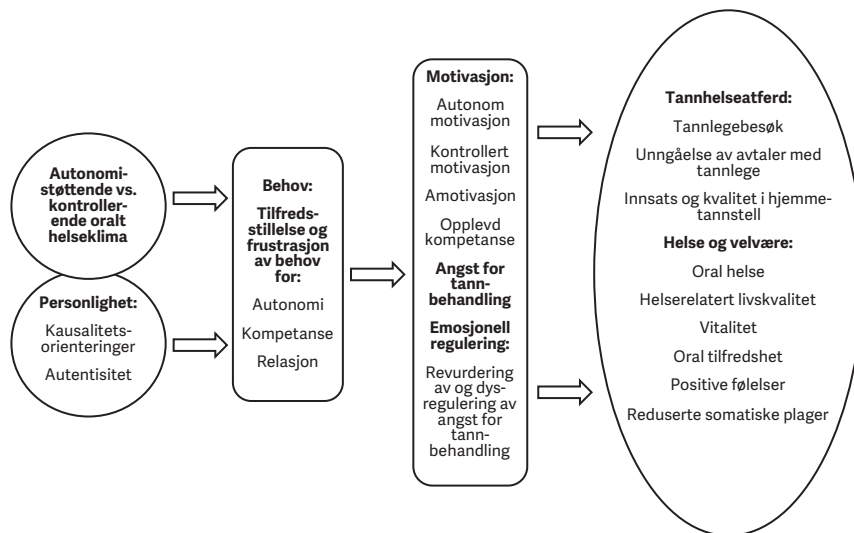 Autonomi-
støttende vs.
kontroller-
ende oralt
helseklima
Personlighet:
Kausalitets-
orienteringer
Autentisitet
Behov:
Tilfreds-
stillelse og
frustrasjon
av behov
for:
Autonomi
Kompetanse
Relasjon
Motivasjon:
Autonom
motivasjon
Kontrollert
motivasjon
Amotivasjon
Opplevd
kompetanse
Angst for
tann-
behandling
Emosjonell
regulering:
Revurdering
av og dys-
regulering av
angst for
tann-
behandling
Tannhelseatferd:
Tannlegebesøk
Unngåelse av avtaler med
tannlege
Innsats og kvalitet i hjemme-
tannstell
Helse og velvære:
Oral helse
Helserelatert livskvalitet
Vitalitet
Oral tilfredshet
Positive følelser
Reduserte somatiske plager